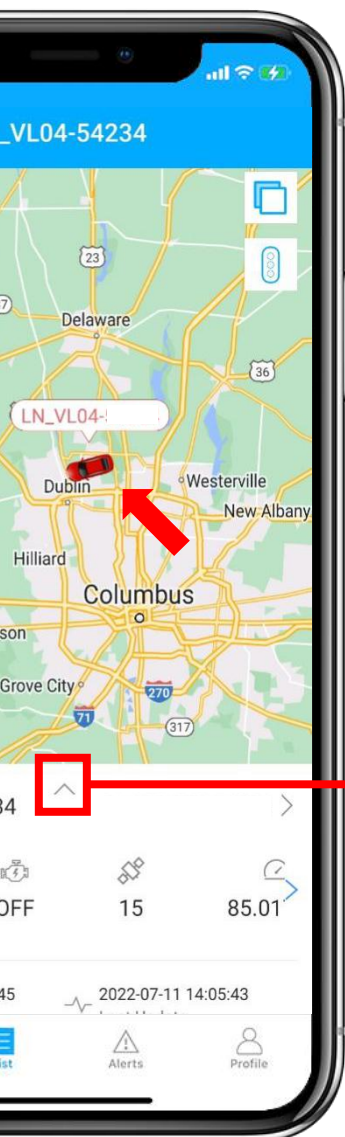 _VL04-54234
23
Delaware
36
LN_VL04-
Dublin
Westerville
New Albany
Hilliard
Columbus
son
Grove City
270
71
317
34
OFF
15
85.01
45
2022-07-11 14:05:43
ist
Alerts
Profile